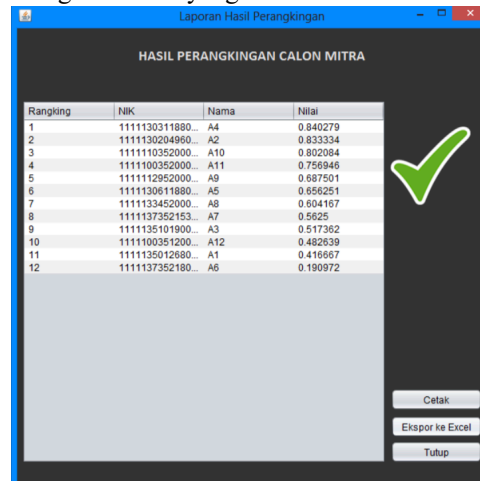 Laporan Hasil Perangkingan
HASIL PERANGKINGAN CALON MITRA
Rangking NIK Nama Nilai
1 1111130311880... A4 0.840279
2 1111130204960... A2 0.833334
3 1111110352000... A10 0.802084
4 1111100352000... A11 0.756946
5 1111112952000... A9 0.687501
6 1111130611880... A5 0.656251
7 1111133452000... A8 0.604167
8 1111137352153... A7 0.5625
9 1111135101900... A3 0.517362
10 1111100351200... A12 0.482639
11 1111135012680... A1 0.416667
12 1111137352180... A6 0.190972
Cetak
Ekspor ke Excel
Tutup